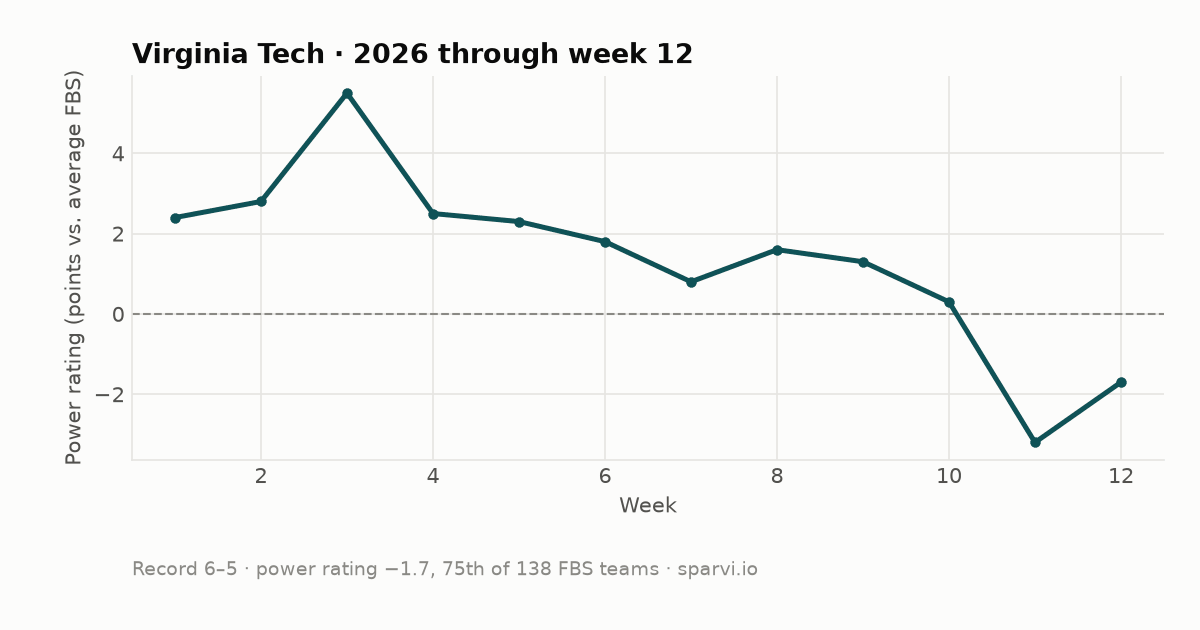 Virginia Tech · 2026 through week 12
Power rating (points vs. average FBS)
4
2
0
−2
2
4
6
8
10
12
Week
Record 6–5 · power rating −1.7, 75th of 138 FBS teams · sparvi.io